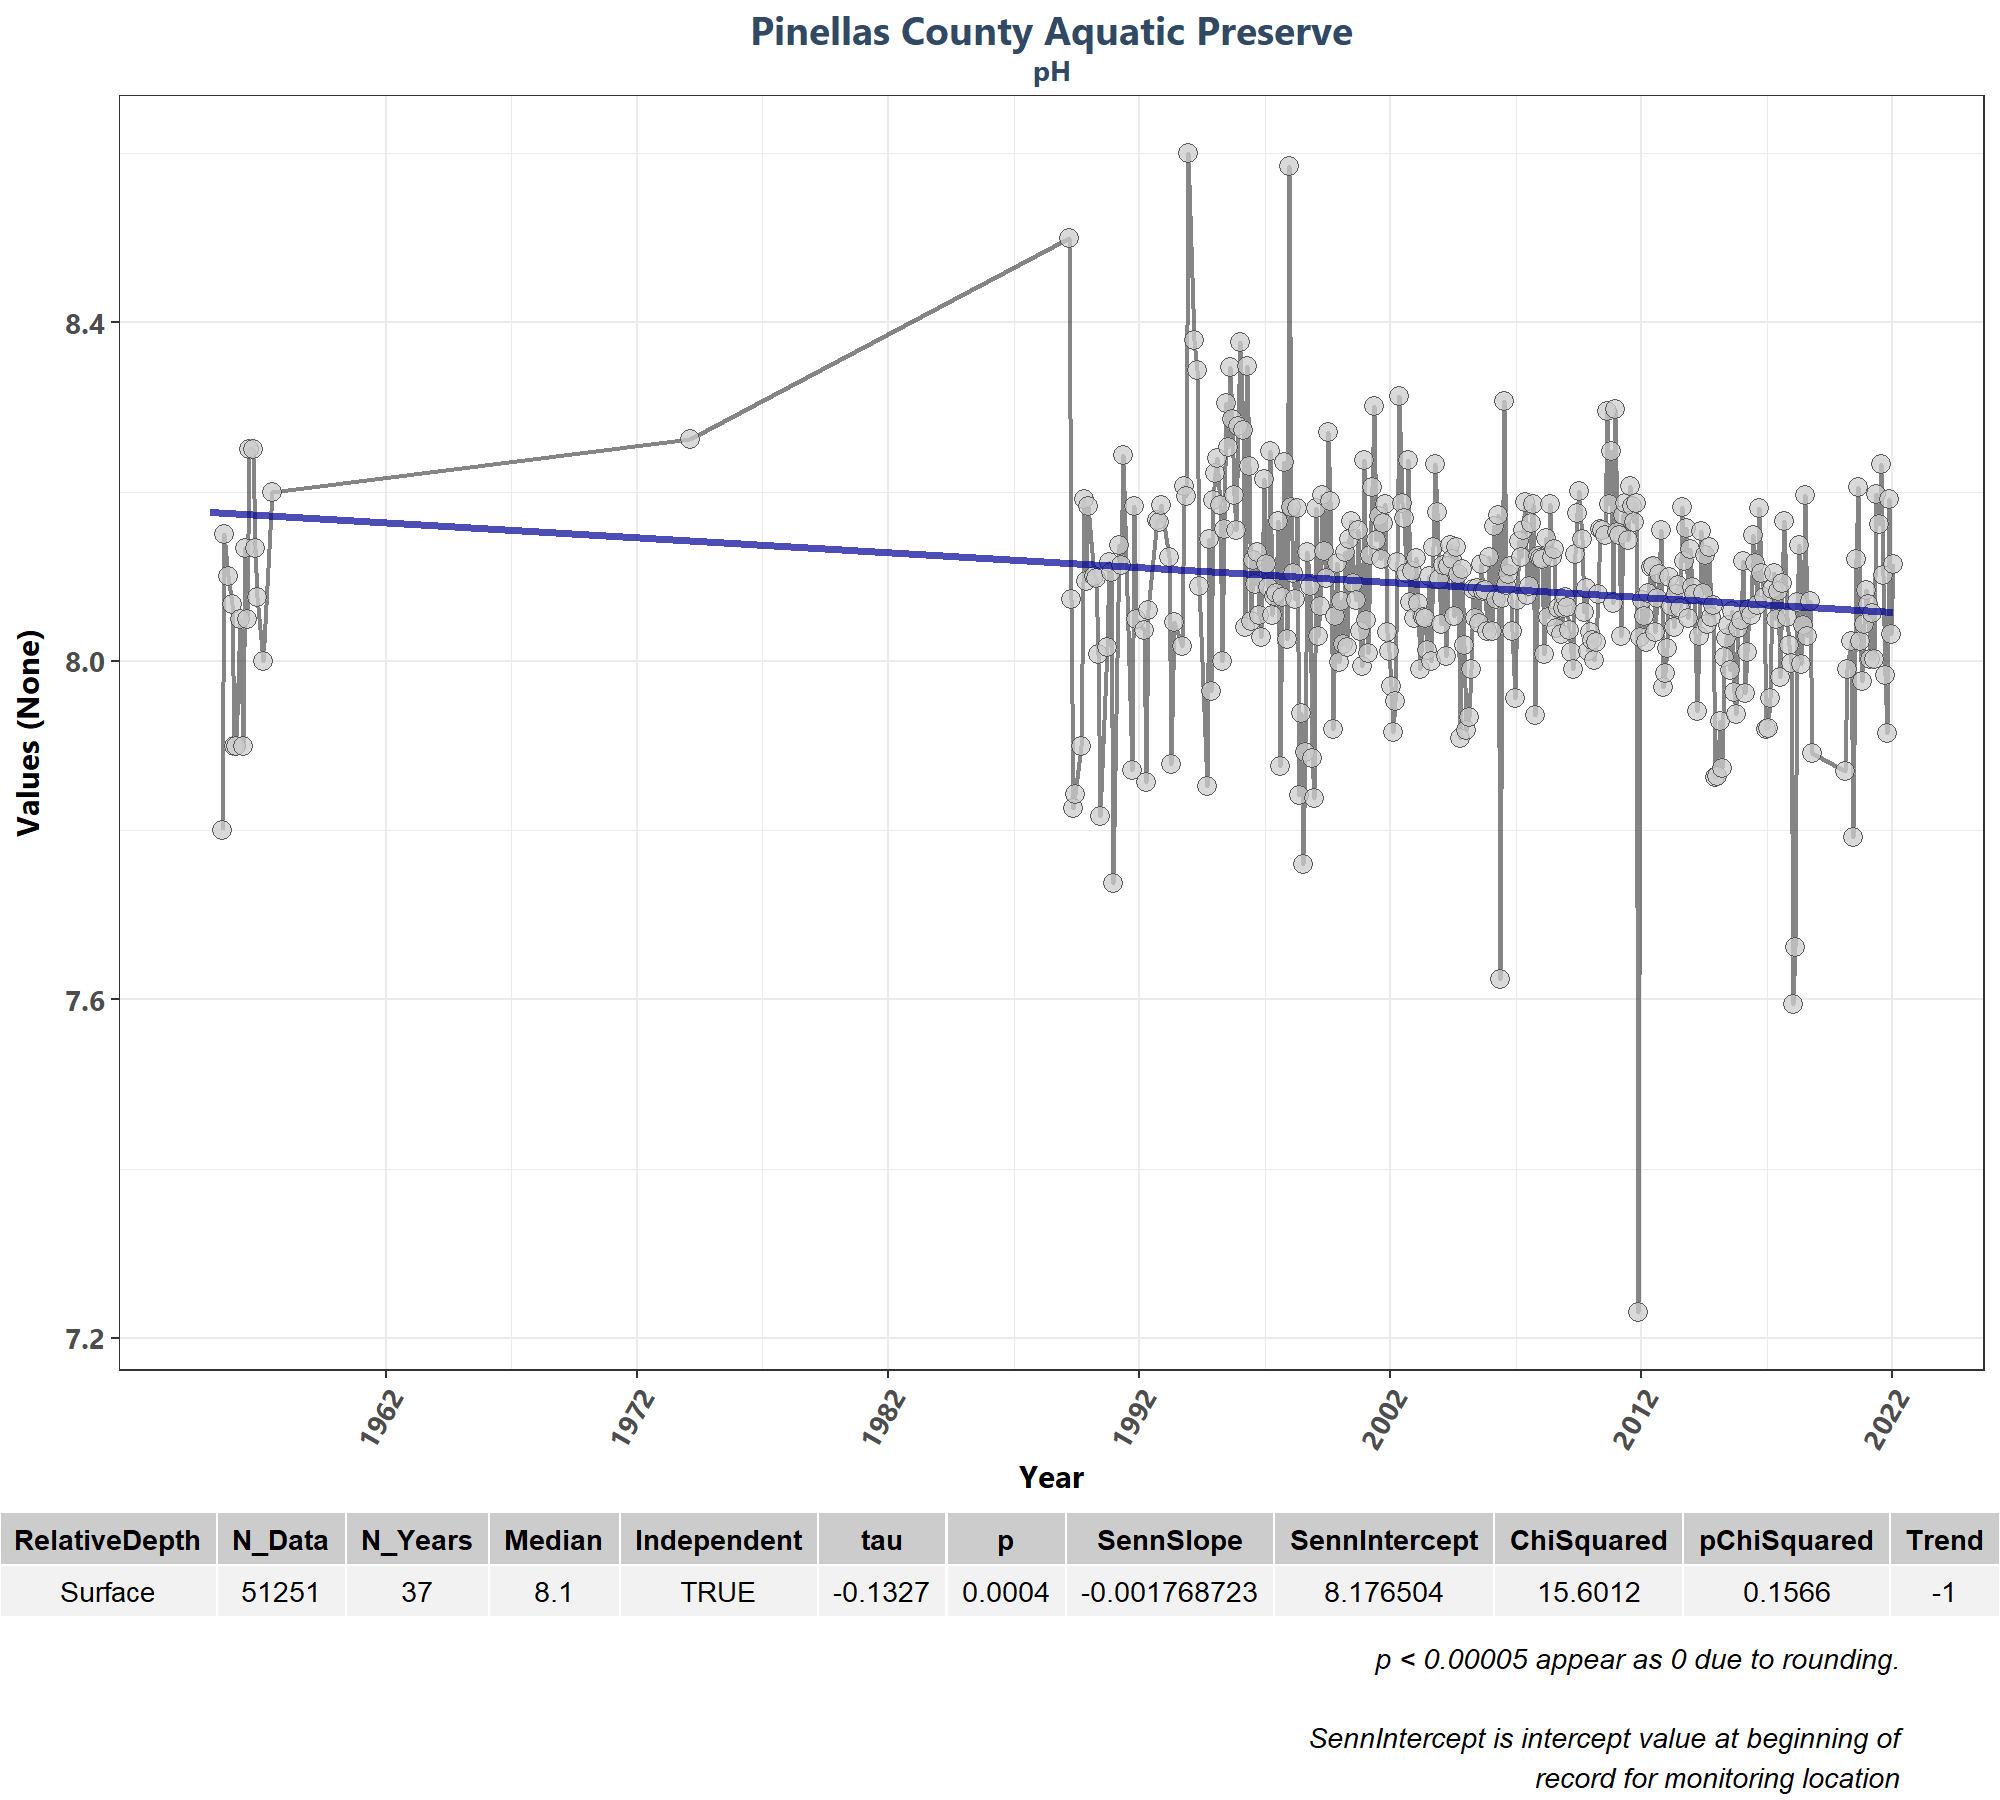 Pinellas County Aquatic Preserve
pH
Values (None)
8.4
8.0
7.6
7.2
1962 1972 1982 1992 2002 2012 2022
Year
RelativeDepth N_Data N_Years Median Independent tau p SennSlope SennIntercept ChiSquared pChiSquared Trend
Surface 51251 37 8.1 TRUE -0.1327 0.0004 -0.001768723 8.176504 15.6012 0.1566 -1
p < 0.00005 appear as 0 due to rounding.
SennIntercept is intercept value at beginning of
record for monitoring location